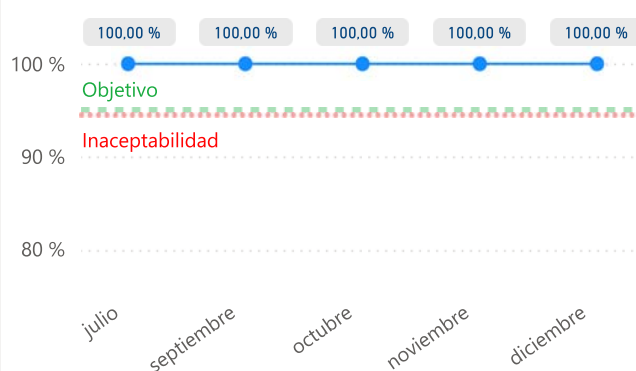 100,00 % 100,00 % 100,00 % 100,00 % 100,00 %
100 %
Objetivo
Inaceptabilidad
90 %
80 %
julio septiembre octubre noviembre diciembre